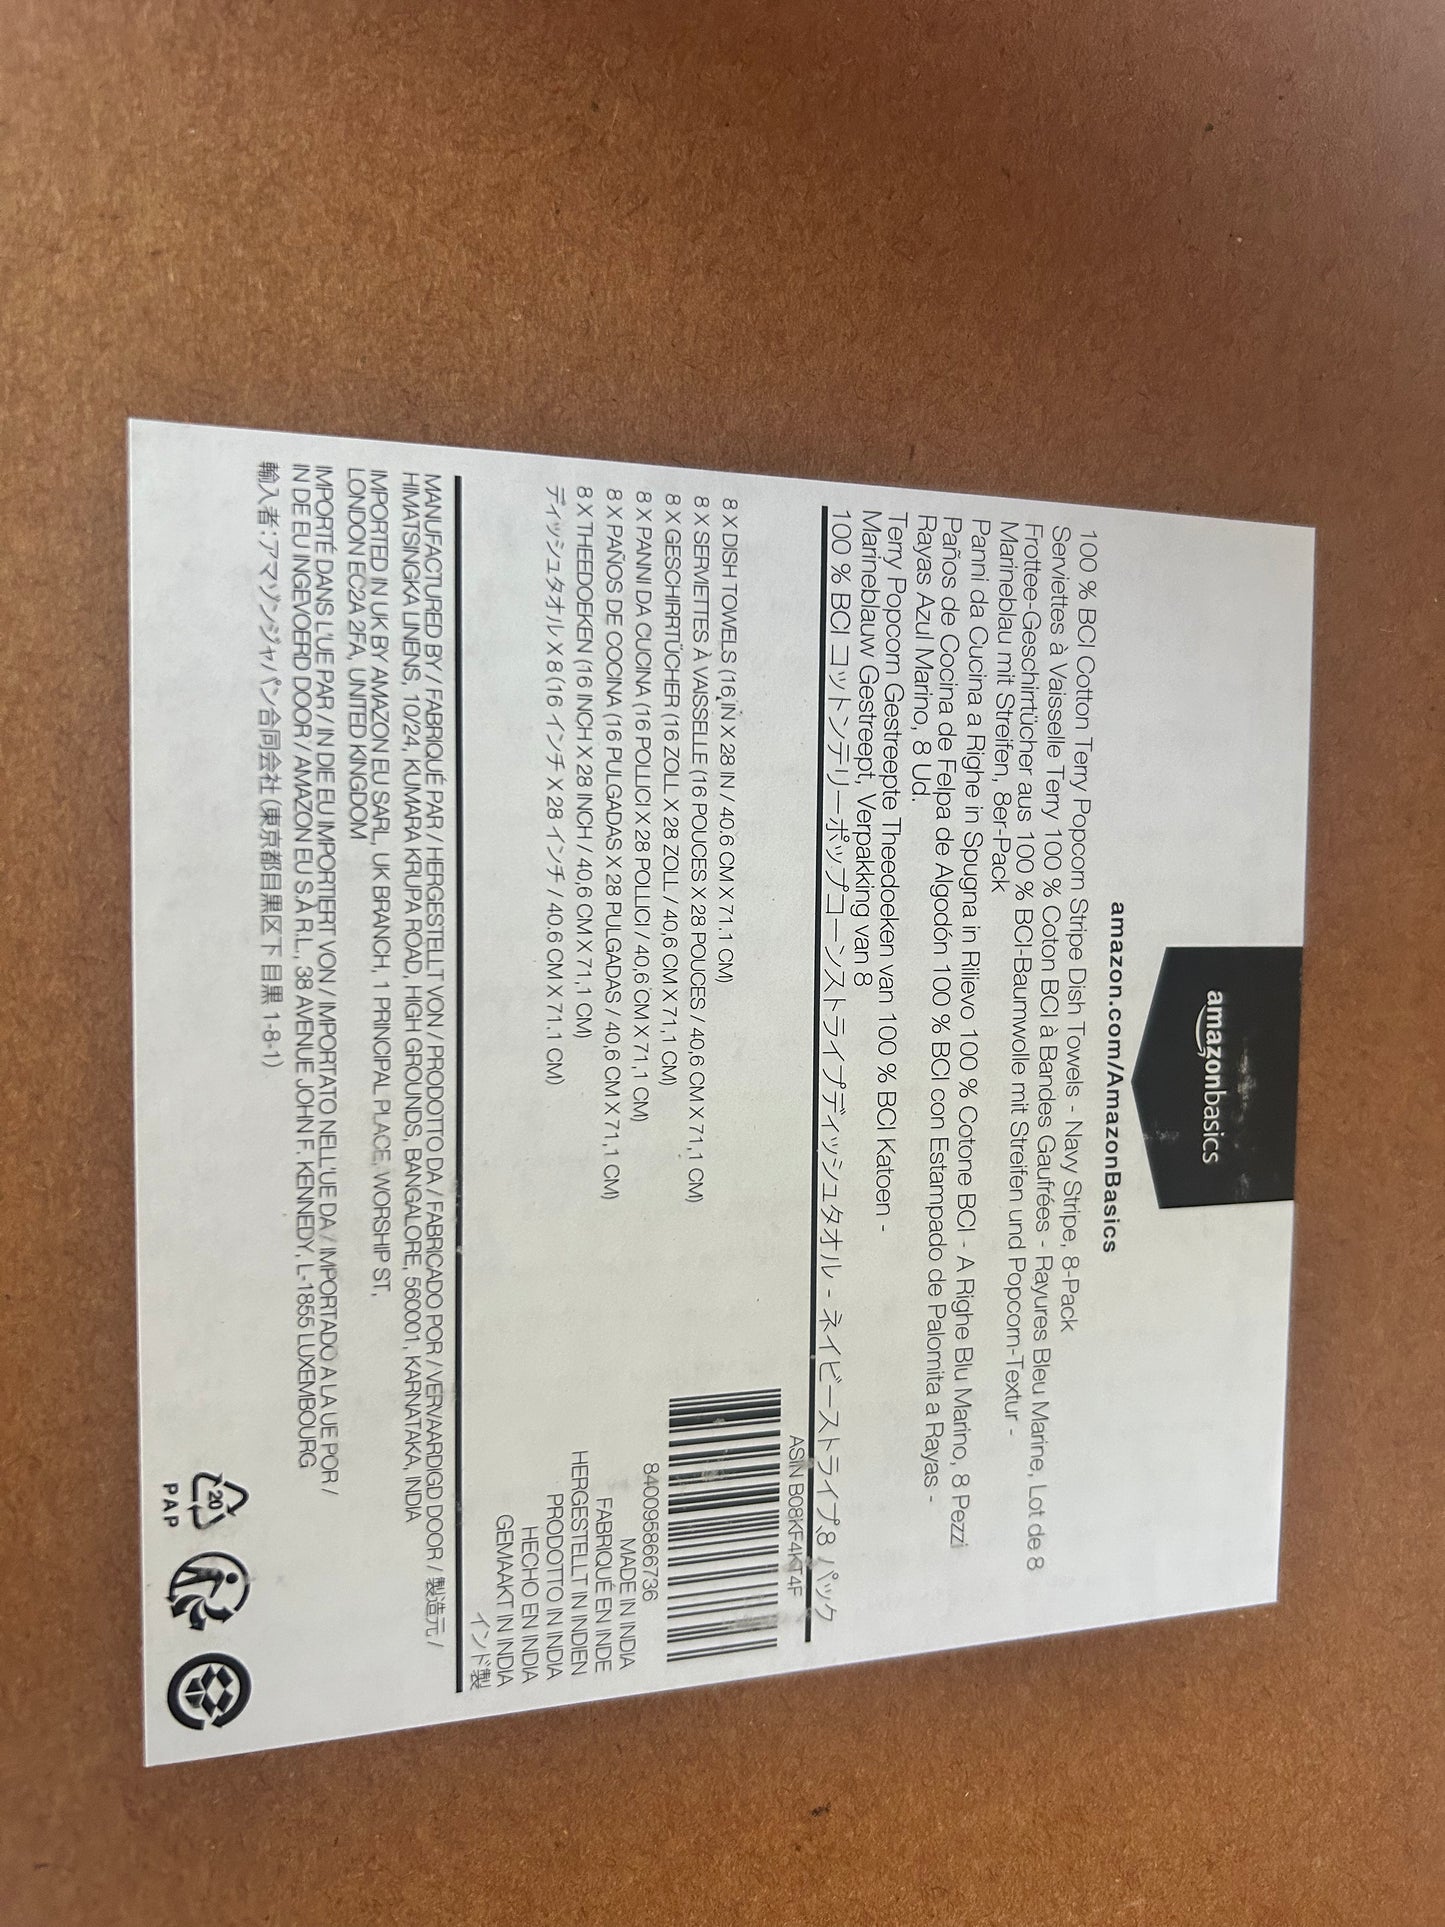 amazonbasics
amazon.com/AmazonBasics
100 % BCI Cotton Terry Popcorn Stripe Dish Towels - Navy Stripe, 8-Pack
Serviettes à Vaisselle Terry 100 % Coton BCI à Bandes Gaufrées - Rayures Bleu Marine, Lot de 8
Frottee-Geschirrtücher aus 100 % BCI-Baumwolle mit Streifen und Popcorn-Textur -
Marineblau mit Streifen, 8er-Pack
Panni da Cucina a Righe in Spugna in Rilievo 100 % Cotone BCI - A Righe Blu Marino, 8 Pezzi
Paños de Cocina de Felpa de Algodón 100 % BCI con Estampado de Palomita a Rayas -
Rayas Azul Marino, 8 Ud.
Terry Popcorn Gestreepte Theedoeken van 100 % BCI Katoen -
Marineblauw Gestreept, Verpakking van 8
100 % BCI コットンテリーポップコーンストライプディッシュタオル - ネイビーストライプ,8 パック
ASIN B08KF4KT4F
8 X DISH TOWELS (16 IN X 28 IN / 40.6 CM X 71.1 CM)
8 X SERVIETTES À VAISSELLE (16 POUCES X 28 POUCES / 40,6 CM X 71,1 CM)
8 X GESCHIRRTÜCHER (16 ZOLL X 28 ZOLL / 40,6 CM X 71,1 CM)
8 X PANNI DA CUCINA (16 POLLICI X 28 POLLICI / 40,6 CM X 71,1 CM)
8 X PAÑOS DE COCINA (16 PULGADAS X 28 PULGADAS / 40,6 CM X 71,1 CM)
8 X THEEDOEKEN (16 INCH X 28 INCH / 40,6 CM X 71,1 CM)
ディッシュタオル X 8 (16 インチ X 28 インチ / 40.6 CM X 71.1 CM)
840095866736
MADE IN INDIA
FABRIQUÉ EN INDE
HERGESTELLT IN INDIEN
PRODOTTO IN INDIA
HECHO EN INDIA
GEMAAKT IN INDIA
インド製
MANUFACTURED BY / FABRIQUÉ PAR / HERGESTELLT VON / PRODOTTO DA / FABRICADO POR / VERVAARDIGD DOOR / 製造元 /
HIMATSINGKA LINENS, 10/24, KUMARA KRUPA ROAD, HIGH GROUNDS, BANGALORE, 560001, KARNATAKA, INDIA
IMPORTED IN UK BY AMAZON EU SARL, UK BRANCH, 1 PRINCIPAL PLACE, WORSHIP ST,
LONDON EC2A 2FA, UNITED KINGDOM
IMPORTÉ DANS L'UE PAR / IN DIE EU IMPORTIERT VON / IMPORTATO NELL'UE DA / IMPORTADO A LA UE POR /
IN DE EU INGEVOERD DOOR / AMAZON EU S.À R.L., 38 AVENUE JOHN F. KENNEDY, L-1855 LUXEMBOURG
輸入者:アマゾンジャパン合同会社 (東京都目黒区下目黒 1-8-1)
20
PAP